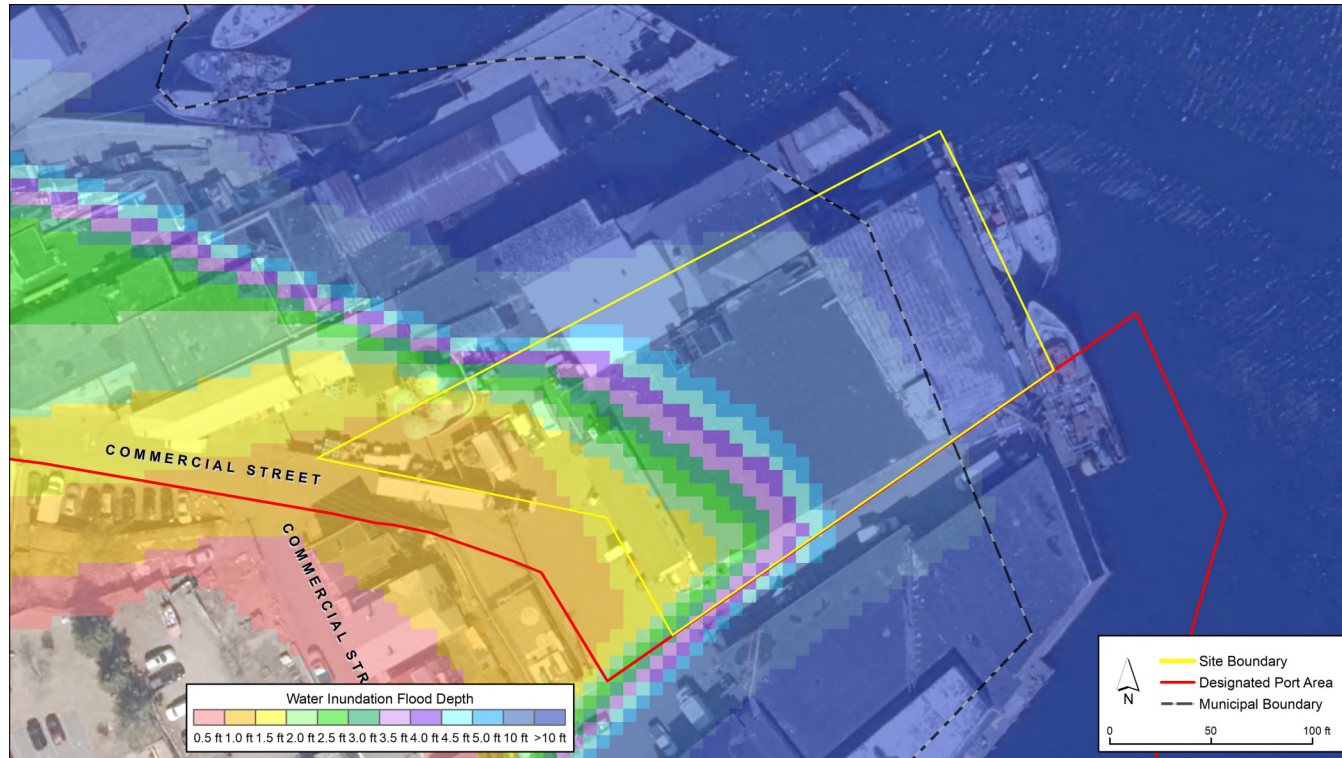 COMMERCIAL STREET
COMMERCIAL STR
Water Inundation Flood Depth
0.5 ft 1.0 ft 1.5 ft 2.0 ft 2.5 ft 3.0 ft 3.5 ft 4.0 ft 4.5 ft 5.0 ft 10 ft >10 ft
N
Site Boundary
Designated Port Area
Municipal Boundary
0 50 100 ft